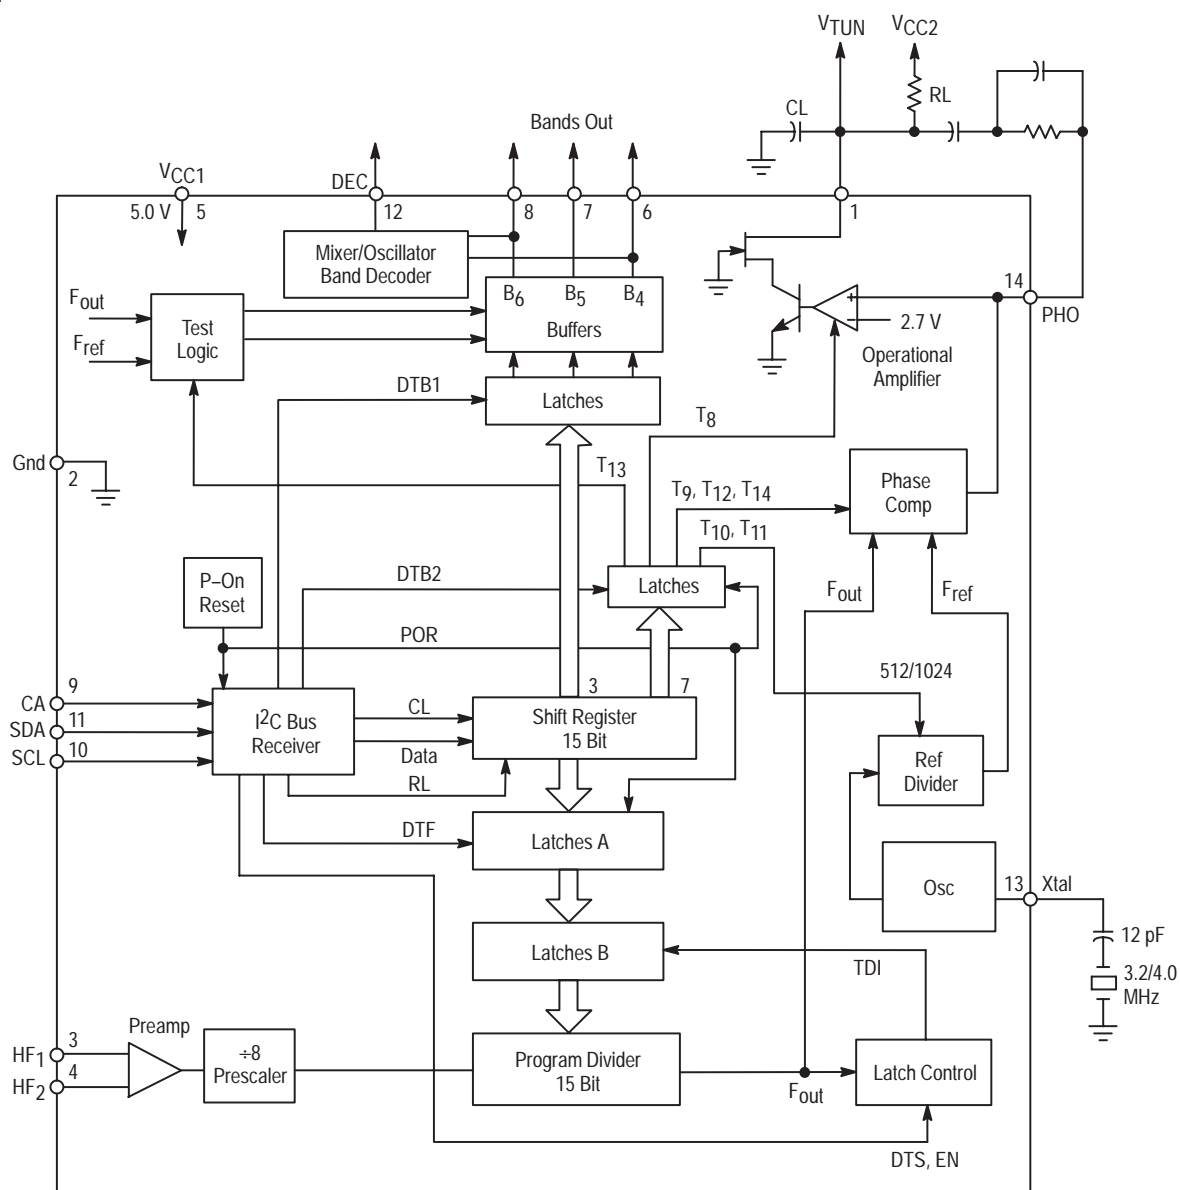 VTUN
VCC2
CL
RL
Bands Out
VCC1
5.0 V
5
DEC
12
8
7
6
1
Mixer/Oscillator
Band Decoder
Fout
Fref
Test
Logic
B6
B5
B4
Buffers
14
PHO
+
–
2.7 V
Operational
Amplifier
DTB1
Latches
T8
Gnd
2
T13
T9, T12, T14
T10, T11
Phase
Comp
P–On
Reset
DTB2
Latches
Fout
Fref
POR
512/1024
CA
9
SDA
11
SCL
10
I2C Bus
Receiver
CL
Data
RL
3
7
Shift Register
15 Bit
Ref
Divider
DTF
Latches A
Osc
13
Xtal
12 pF
3.2/4.0
MHz
Latches B
TDI
Preamp
HF1
3
HF2
4
÷8
Prescaler
Program Divider
15 Bit
Fout
Latch Control
DTS, EN